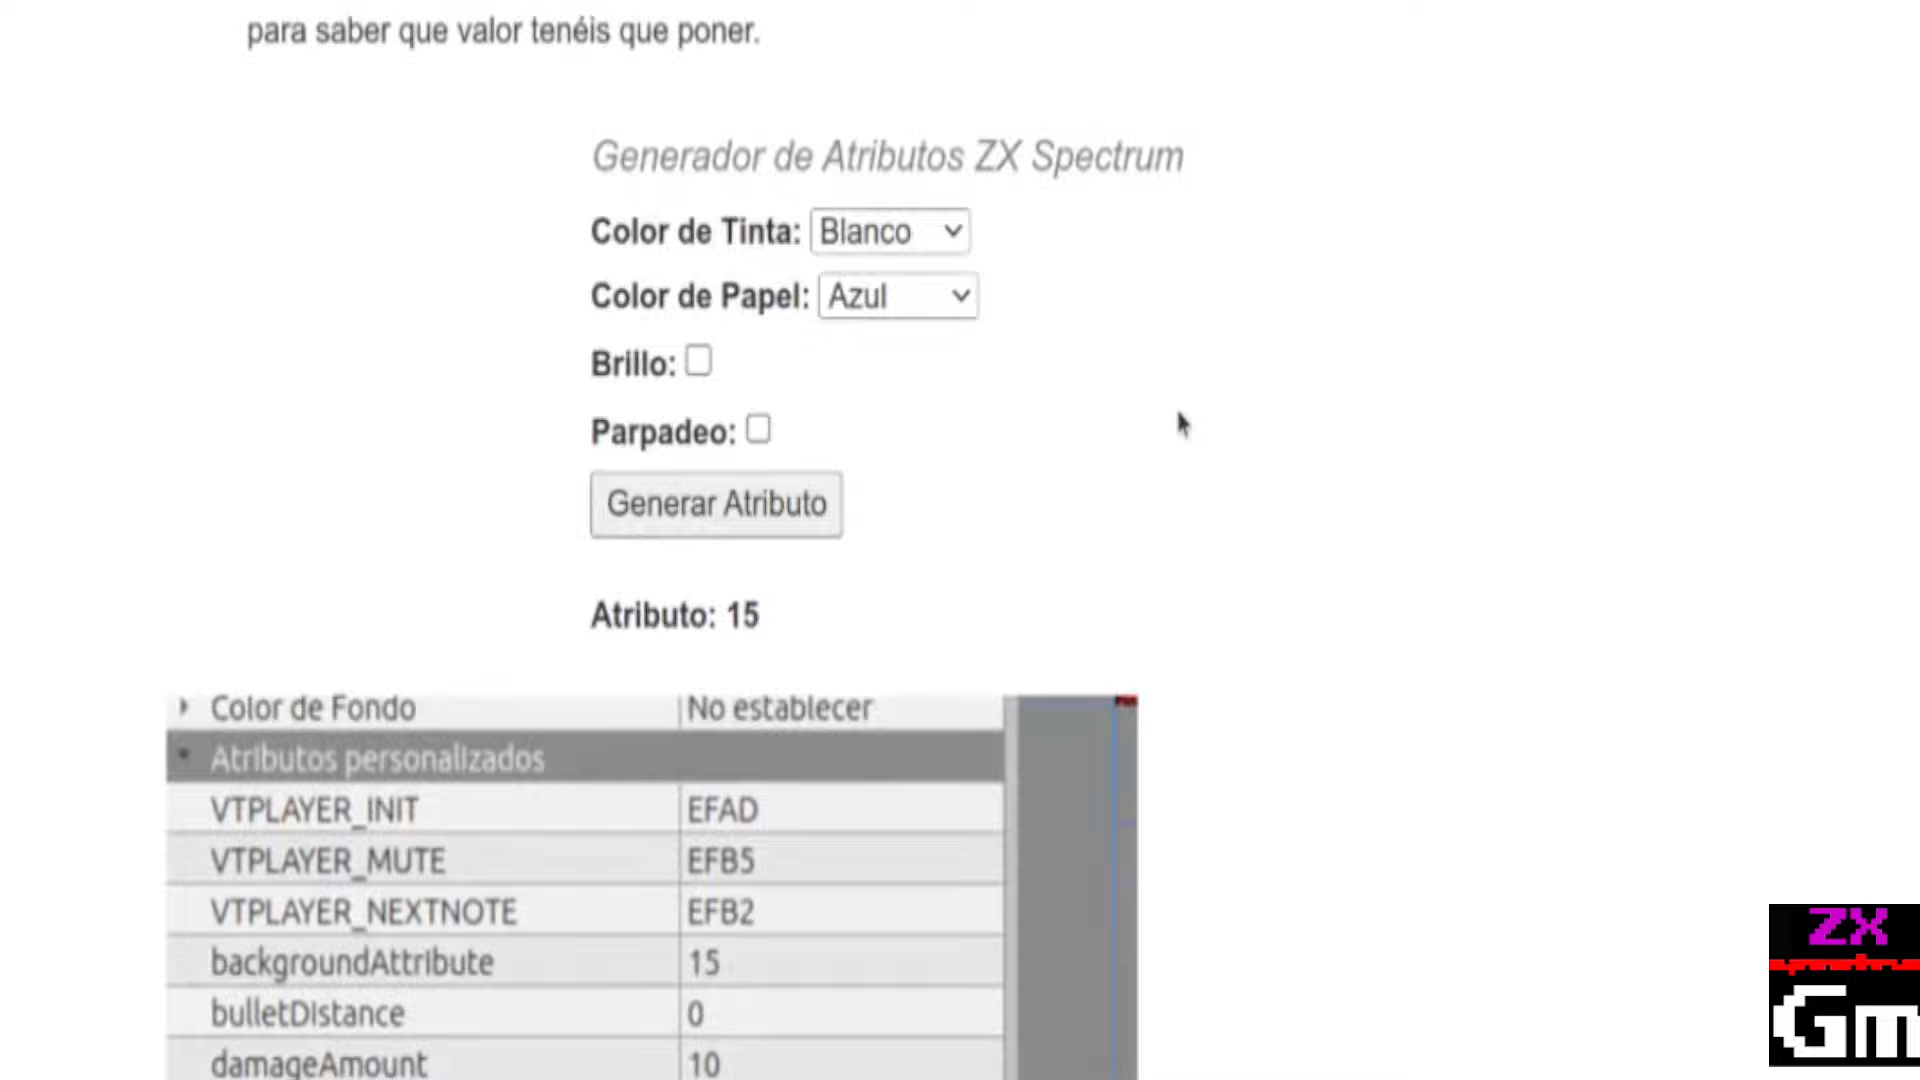 para saber que valor tenéis que poner.
Generador de Atributos ZX Spectrum
Color de Tinta: Blanco
Color de Papel: Azul
Brillo:
Parpadeo:
Generar Atributo
Atributo: 15
Color de Fondo No establecer
Atributos personalizados
VTPLAYER_INIT EFAD
VTPLAYER_MUTE EFB5
VTPLAYER_NEXTNOTE EFB2
backgroundAttribute 15
bulletDistance 0
damageAmount 10
ZX
Gm